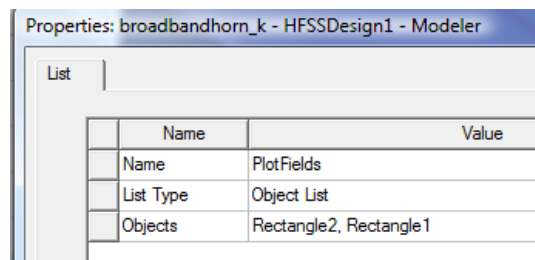 Properties: broadbandhorn_k - HFSSDesign1 - Modeler
List
Name Value
Name PlotFields
List Type Object List
Objects Rectangle2, Rectangle1